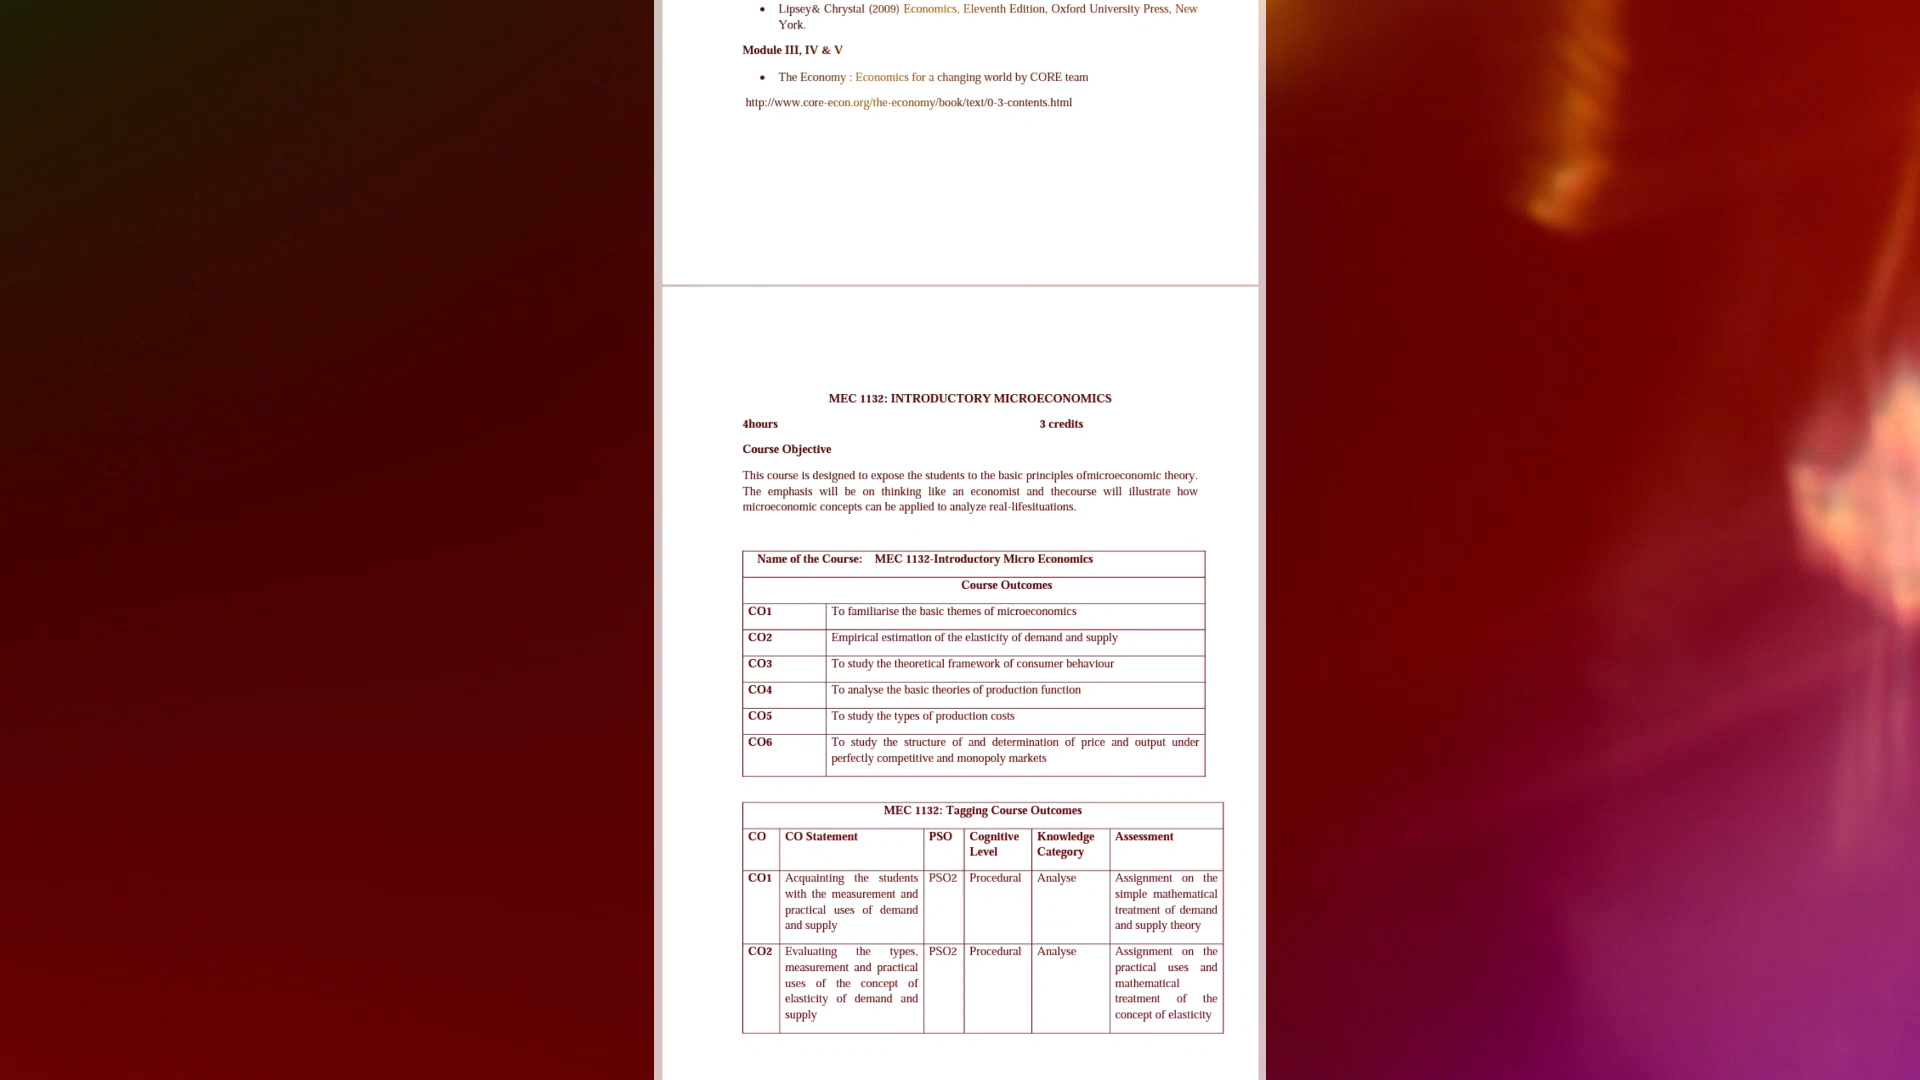 • Lipsey& Chrystal (2009) Economics, Eleventh Edition, Oxford University Press, New
York.
Module III, IV & V
• The Economy : Economics for a changing world by CORE team
http://www.core-econ.org/the-economy/book/text/0-3-contents.html
MEC 1132: INTRODUCTORY MICROECONOMICS
4hours 3 credits
Course Objective
This course is designed to expose the students to the basic principles ofmicroeconomic theory.
The emphasis will be on thinking like an economist and thecourse will illustrate how
microeconomic concepts can be applied to analyze real-lifesituations.
Name of the Course: MEC 1132-Introductory Micro Economics
Course Outcomes
CO1 To familiarise the basic themes of microeconomics
CO2 Empirical estimation of the elasticity of demand and supply
CO3 To study the theoretical framework of consumer behaviour
CO4 To analyse the basic theories of production function
CO5 To study the types of production costs
CO6 To study the structure of and determination of price and output under
perfectly competitive and monopoly markets
MEC 1132: Tagging Course Outcomes
CO CO Statement PSO Cognitive Knowledge Assessment
Level Category
CO1 Acquainting the students PSO2 Procedural Analyse Assignment on the
with the measurement and simple mathematical
practical uses of demand treatment of demand
and supply and supply theory
CO2 Evaluating the types, PSO2 Procedural Analyse Assignment on the
measurement and practical practical uses and
uses of the concept of mathematical
elasticity of demand and treatment of the
supply concept of elasticity